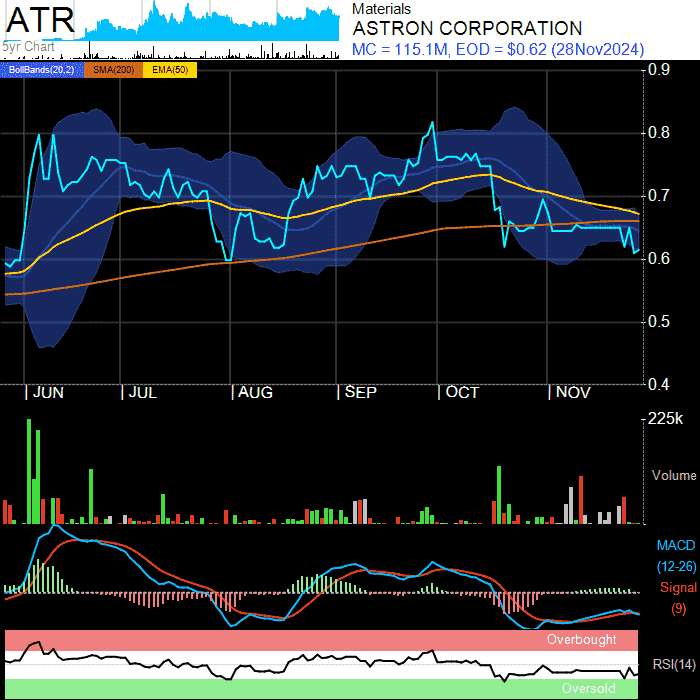 ATR
5yr Chart
Materials
ASTRON CORPORATION
MC = 115.1M, EOD = $0.62 (28Nov2024)
BollBands(20,2) SMA(200) EMA(50)
0.9
0.8
0.7
0.6
0.5
0.4
JUN JUL AUG SEP OCT NOV
225k
Volume
MACD
(12-26)
Signal
(9)
Overbought
RSI(14)
Oversold